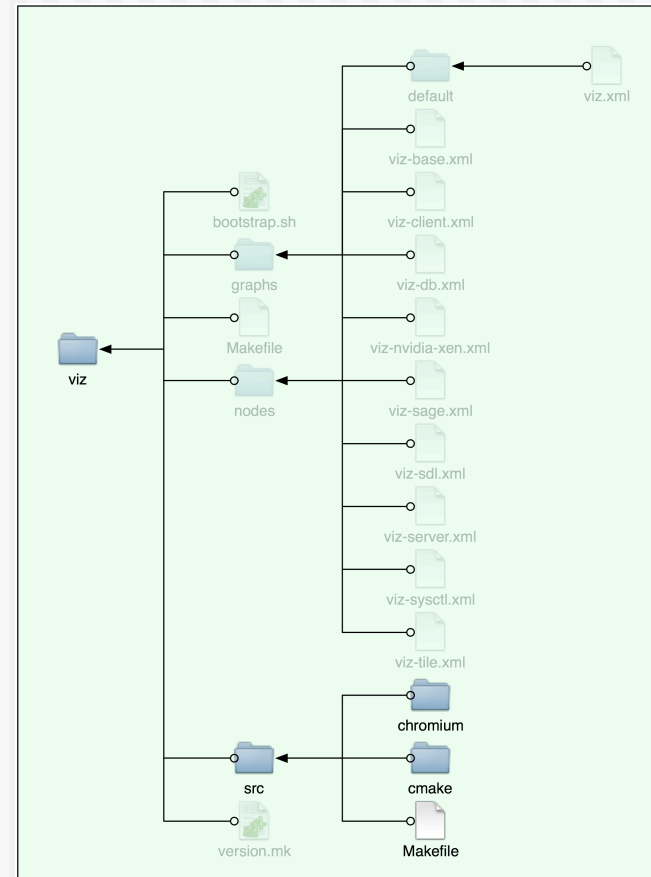 default
viz.xml
viz-base.xml
bootstrap.sh
viz-client.xml
graphs
viz-db.xml
Makefile
viz-nvidia-xen.xml
viz
nodes
viz-sage.xml
viz-sdl.xml
viz-server.xml
viz-sysctl.xml
viz-tile.xml
chromium
src
cmake
version.mk
Makefile